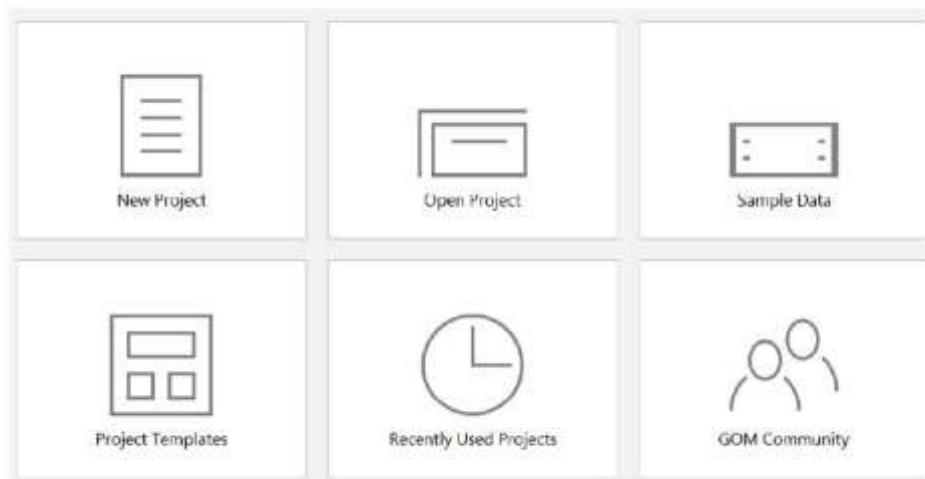 New Project
Open Project
Sample Data
Project Templates
Recently Used Projects
GOM Community